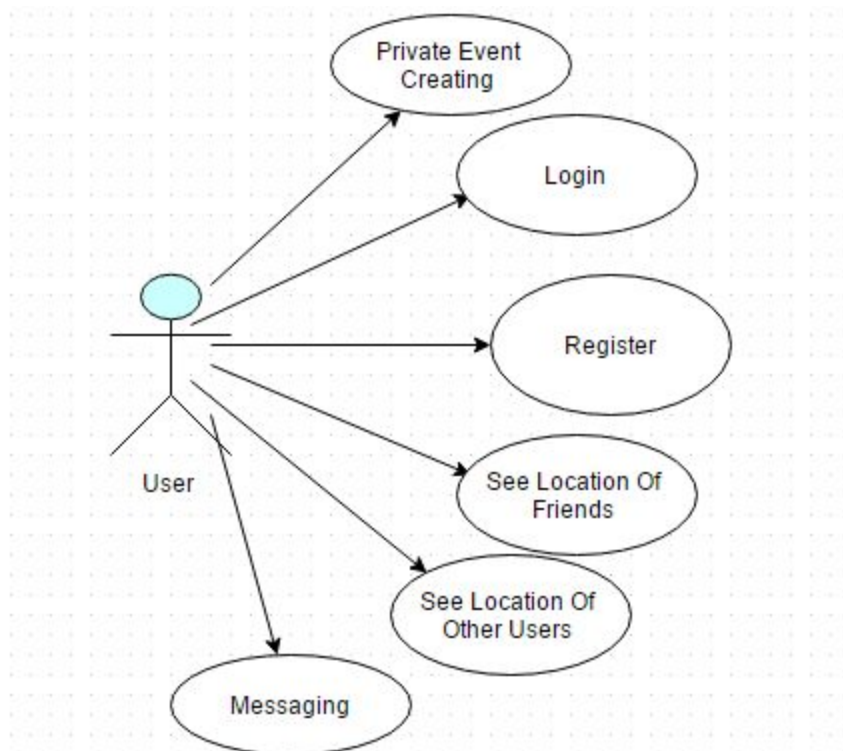 Private Event
Creating
Login
Register
User
See Location Of
Friends
See Location Of
Other Users
Messaging